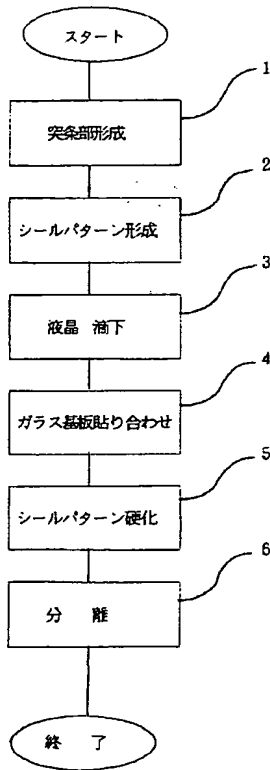 スタート
1
突条部形成
2
シールパターン形成
3
液晶 滴下
4
ガラス基板貼り合わせ
5
シールパターン硬化
6
分 離
終 了